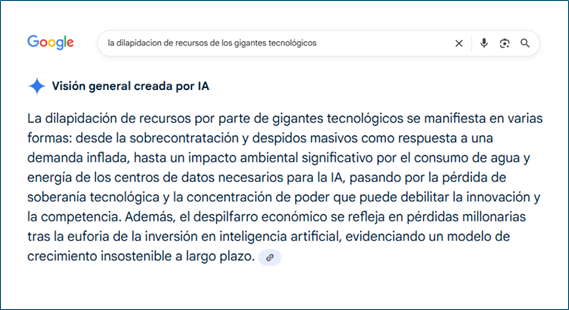 Google
la dilapidacion de recursos de los gigantes tecnológicos
Visión general creada por IA
La dilapidación de recursos por parte de gigantes tecnológicos se manifiesta en varias
formas: desde la sobrecontratación y despidos masivos como respuesta a una
demanda inflada, hasta un impacto ambiental significativo por el consumo de agua y
energía de los centros de datos necesarios para la IA, pasando por la pérdida de
soberanía tecnológica y la concentración de poder que puede debilitar la innovación y
la competencia. Además, el despilfarro económico se refleja en pérdidas millonarias
tras la euforia de la inversión en inteligencia artificial, evidenciando un modelo de
crecimiento insostenible a largo plazo.